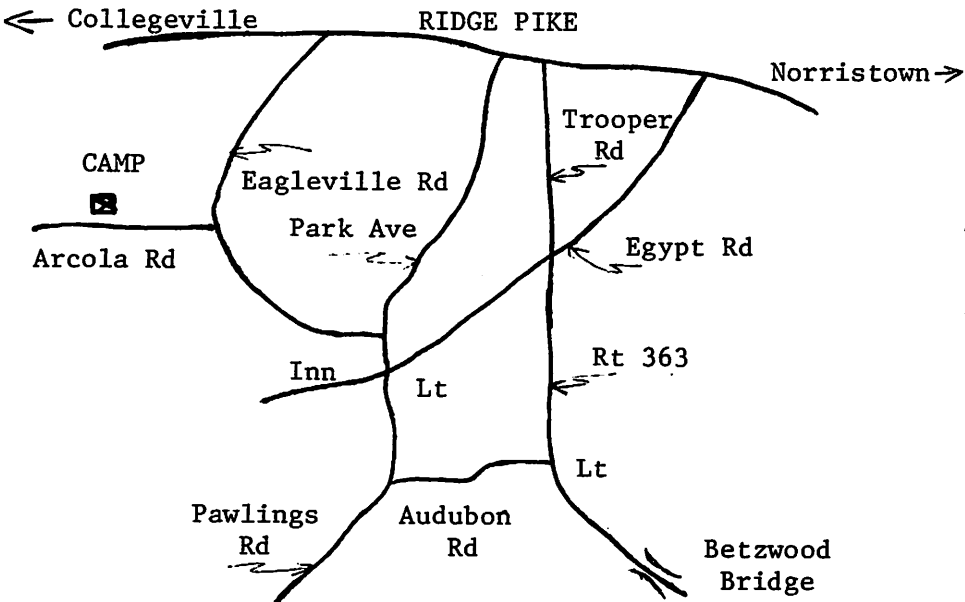 Collegeville
RIDGE PIKE
Norristown
Trooper
Rd
CAMP
Eagleville Rd
Park Ave
Egypt Rd
Arcola Rd
Rt 363
Inn
Lt
Lt
Pawlings
Rd
Audubon
Rd
Betzwood
Bridge